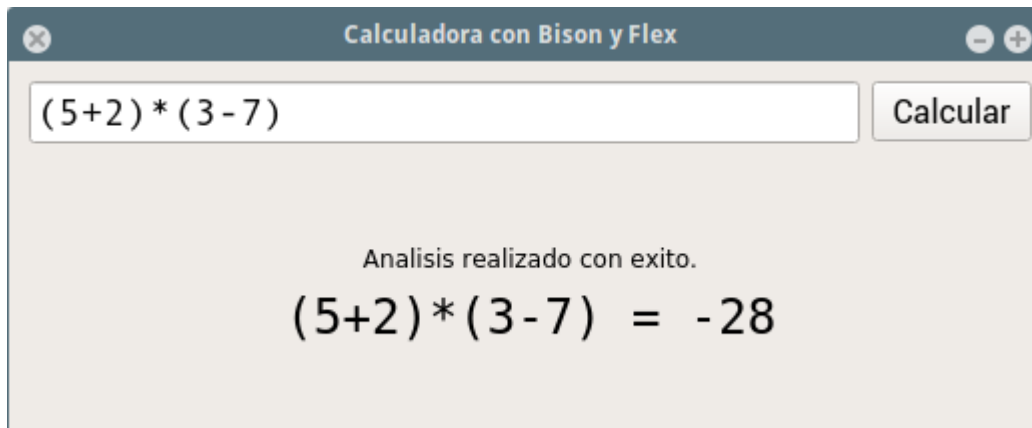 Calculadora con Bison y Flex
(5+2)*(3-7)
Calcular
Analisis realizado con exito.
(5+2)*(3-7) = -28